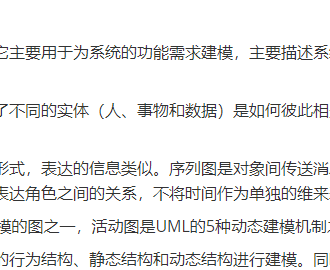 它主要用于为系统的功能需求建模，主要描述系
了不同的实体（人、事物和数据）是如何彼此相
形式，表达的信息类似。序列图是对象间传送消
表达角色之间的关系，不将时间作为单独的维来
模的图之一，活动图是UML的5种动态建模机制
的行为结构、静态结构和动态结构进行建模。同